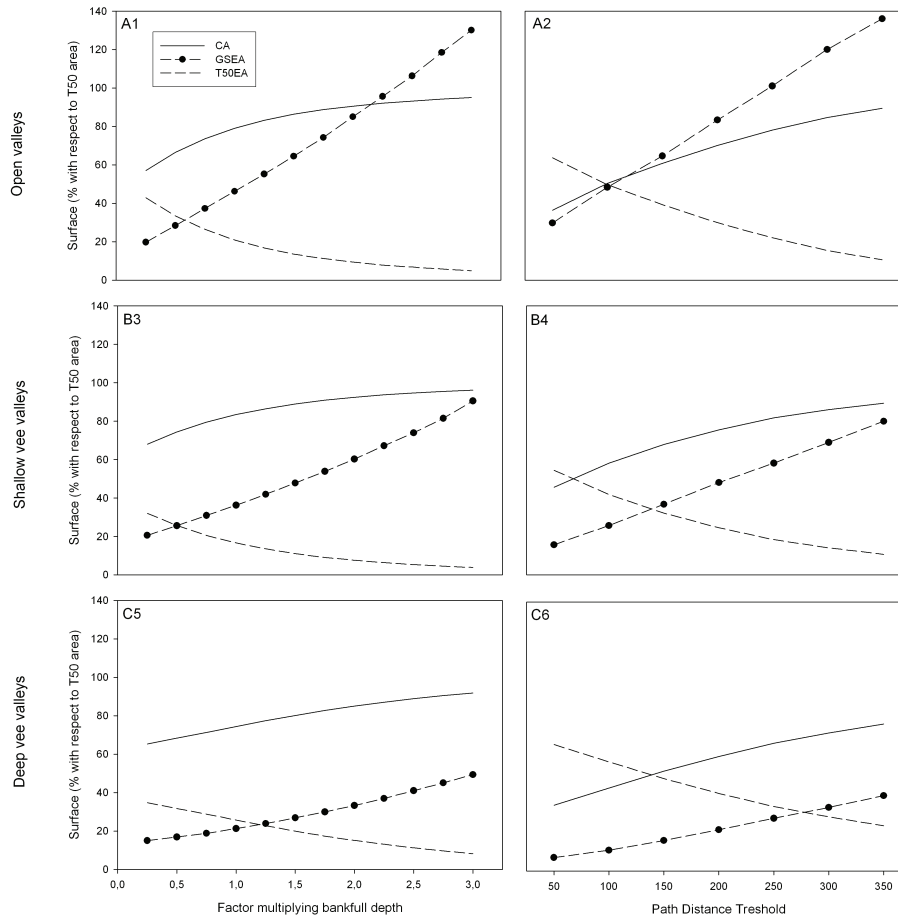 A1
CA
GSEA
T50EA
140
120
100
80
60
40
20
0
Surface (% with respect to T50 area)
Open valleys
A2
B3
140
120
100
80
60
40
20
0
Surface (% with respect to T50 area)
Shallow vee valleys
B4
C5
140
120
100
80
60
40
20
0
Surface (% with respect to T50 area)
Deep vee valleys
0,0 0,5 1,0 1,5 2,0 2,5 3,0
Factor multiplying bankfull depth
C6
50 100 150 200 250 300 350
Path Distance Treshold